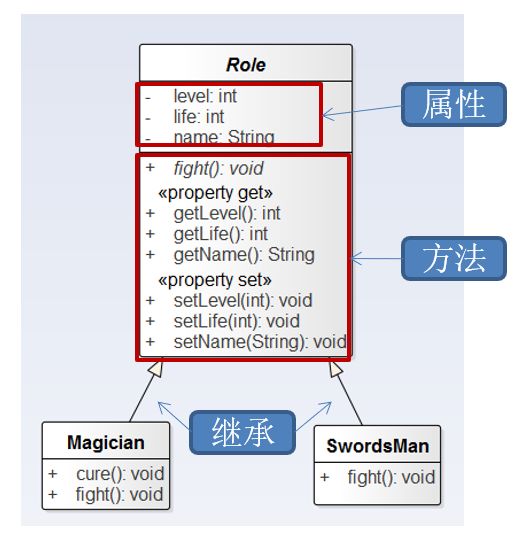 Role
- level: int
- life: int
- name: String
属性
+ fight(): void
«property get»
+ getLevel(): int
+ getLife(): int
+ getName(): String
方法
«property set»
+ setLevel(int): void
+ setLife(int): void
+ setName(String): void
继承
Magician
+ cure(): void
+ fight(): void
SwordsMan
+ fight(): void